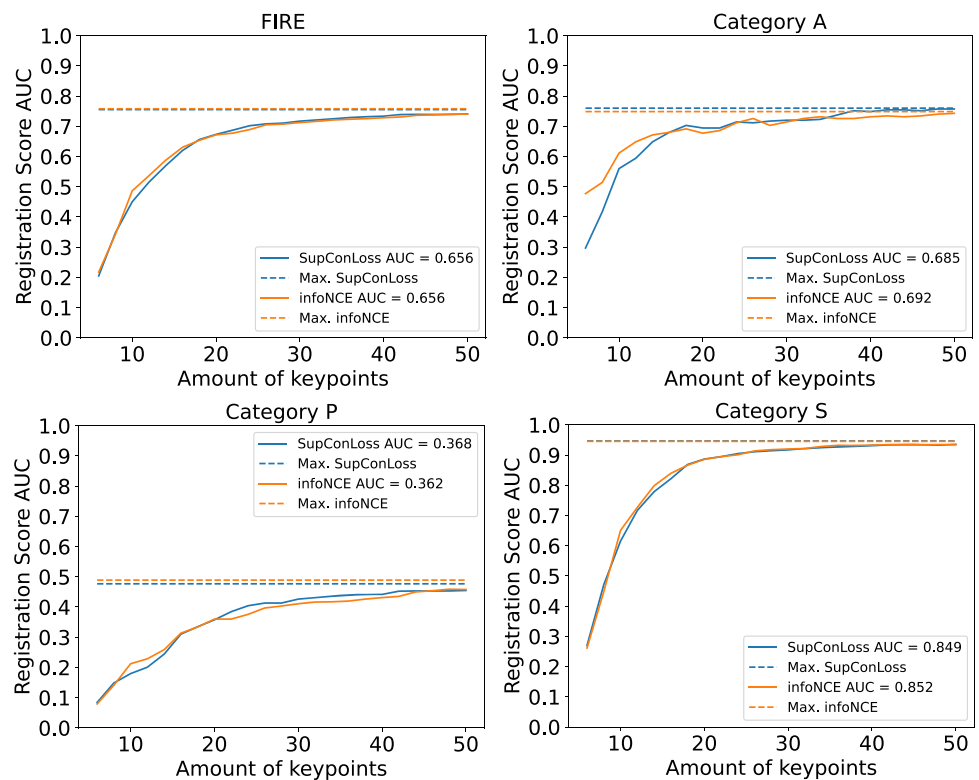 FIRE
1.0
0.9
0.8
0.7
0.6
0.5
0.4
0.3
0.2
0.1
0.0
Registration Score AUC
SupConLoss AUC = 0.656
Max. SupConLoss
infoNCE AUC = 0.656
Max. infoNCE
10 20 30 40 50
Amount of keypoints
Category A
1.0
0.9
0.8
0.7
0.6
0.5
0.4
0.3
0.2
0.1
0.0
Registration Score AUC
SupConLoss AUC = 0.685
Max. SupConLoss
infoNCE AUC = 0.692
Max. infoNCE
10 20 30 40 50
Amount of keypoints
Category P
1.0
0.9
0.8
0.7
0.6
0.5
0.4
0.3
0.2
0.1
0.0
Registration Score AUC
SupConLoss AUC = 0.368
Max. SupConLoss
infoNCE AUC = 0.362
Max. infoNCE
10 20 30 40 50
Amount of keypoints
Category S
1.0
0.9
0.8
0.7
0.6
0.5
0.4
0.3
0.2
0.1
0.0
Registration Score AUC
SupConLoss AUC = 0.849
Max. SupConLoss
infoNCE AUC = 0.852
Max. infoNCE
10 20 30 40 50
Amount of keypoints